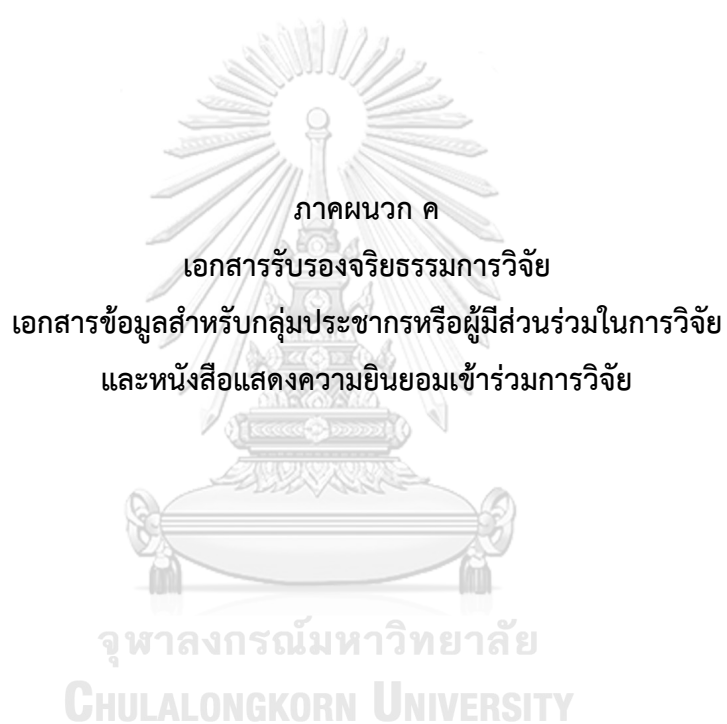 ภาคผนวก ค
เอกสารรับรองจริยธรรมการวิจัย
เอกสารข้อมูลสำหรับกลุ่มประชากรหรือผู้มีส่วนร่วมในการวิจัย
และหนังสือแสดงความยินยอมเข้าร่วมการวิจัย
จุฬาลงกรณ์มหาวิทยาลัย
CHULALONGKORN UNIVERSITY